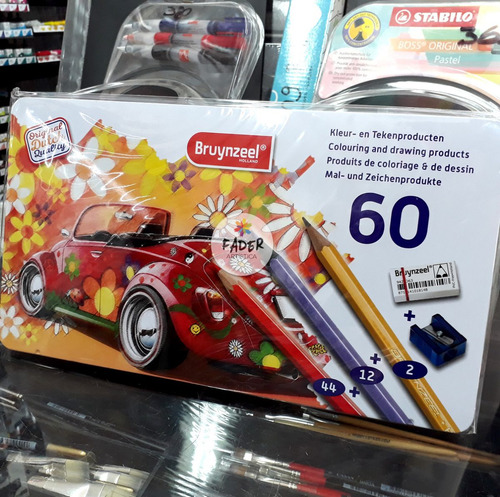 STABILO
BOSS ORIGINAL
Pastel
Original
Dutch
Quality
Bruynzeel®
HOLLAND
Kleur- en Tekenproducten
Colouring and drawing products
Produits de coloriage & de dessin
Mal- und Zeichenprodukte
60
FADER
ARTÍSTICA
Bruynzeel®
+
44 + 12 + 2